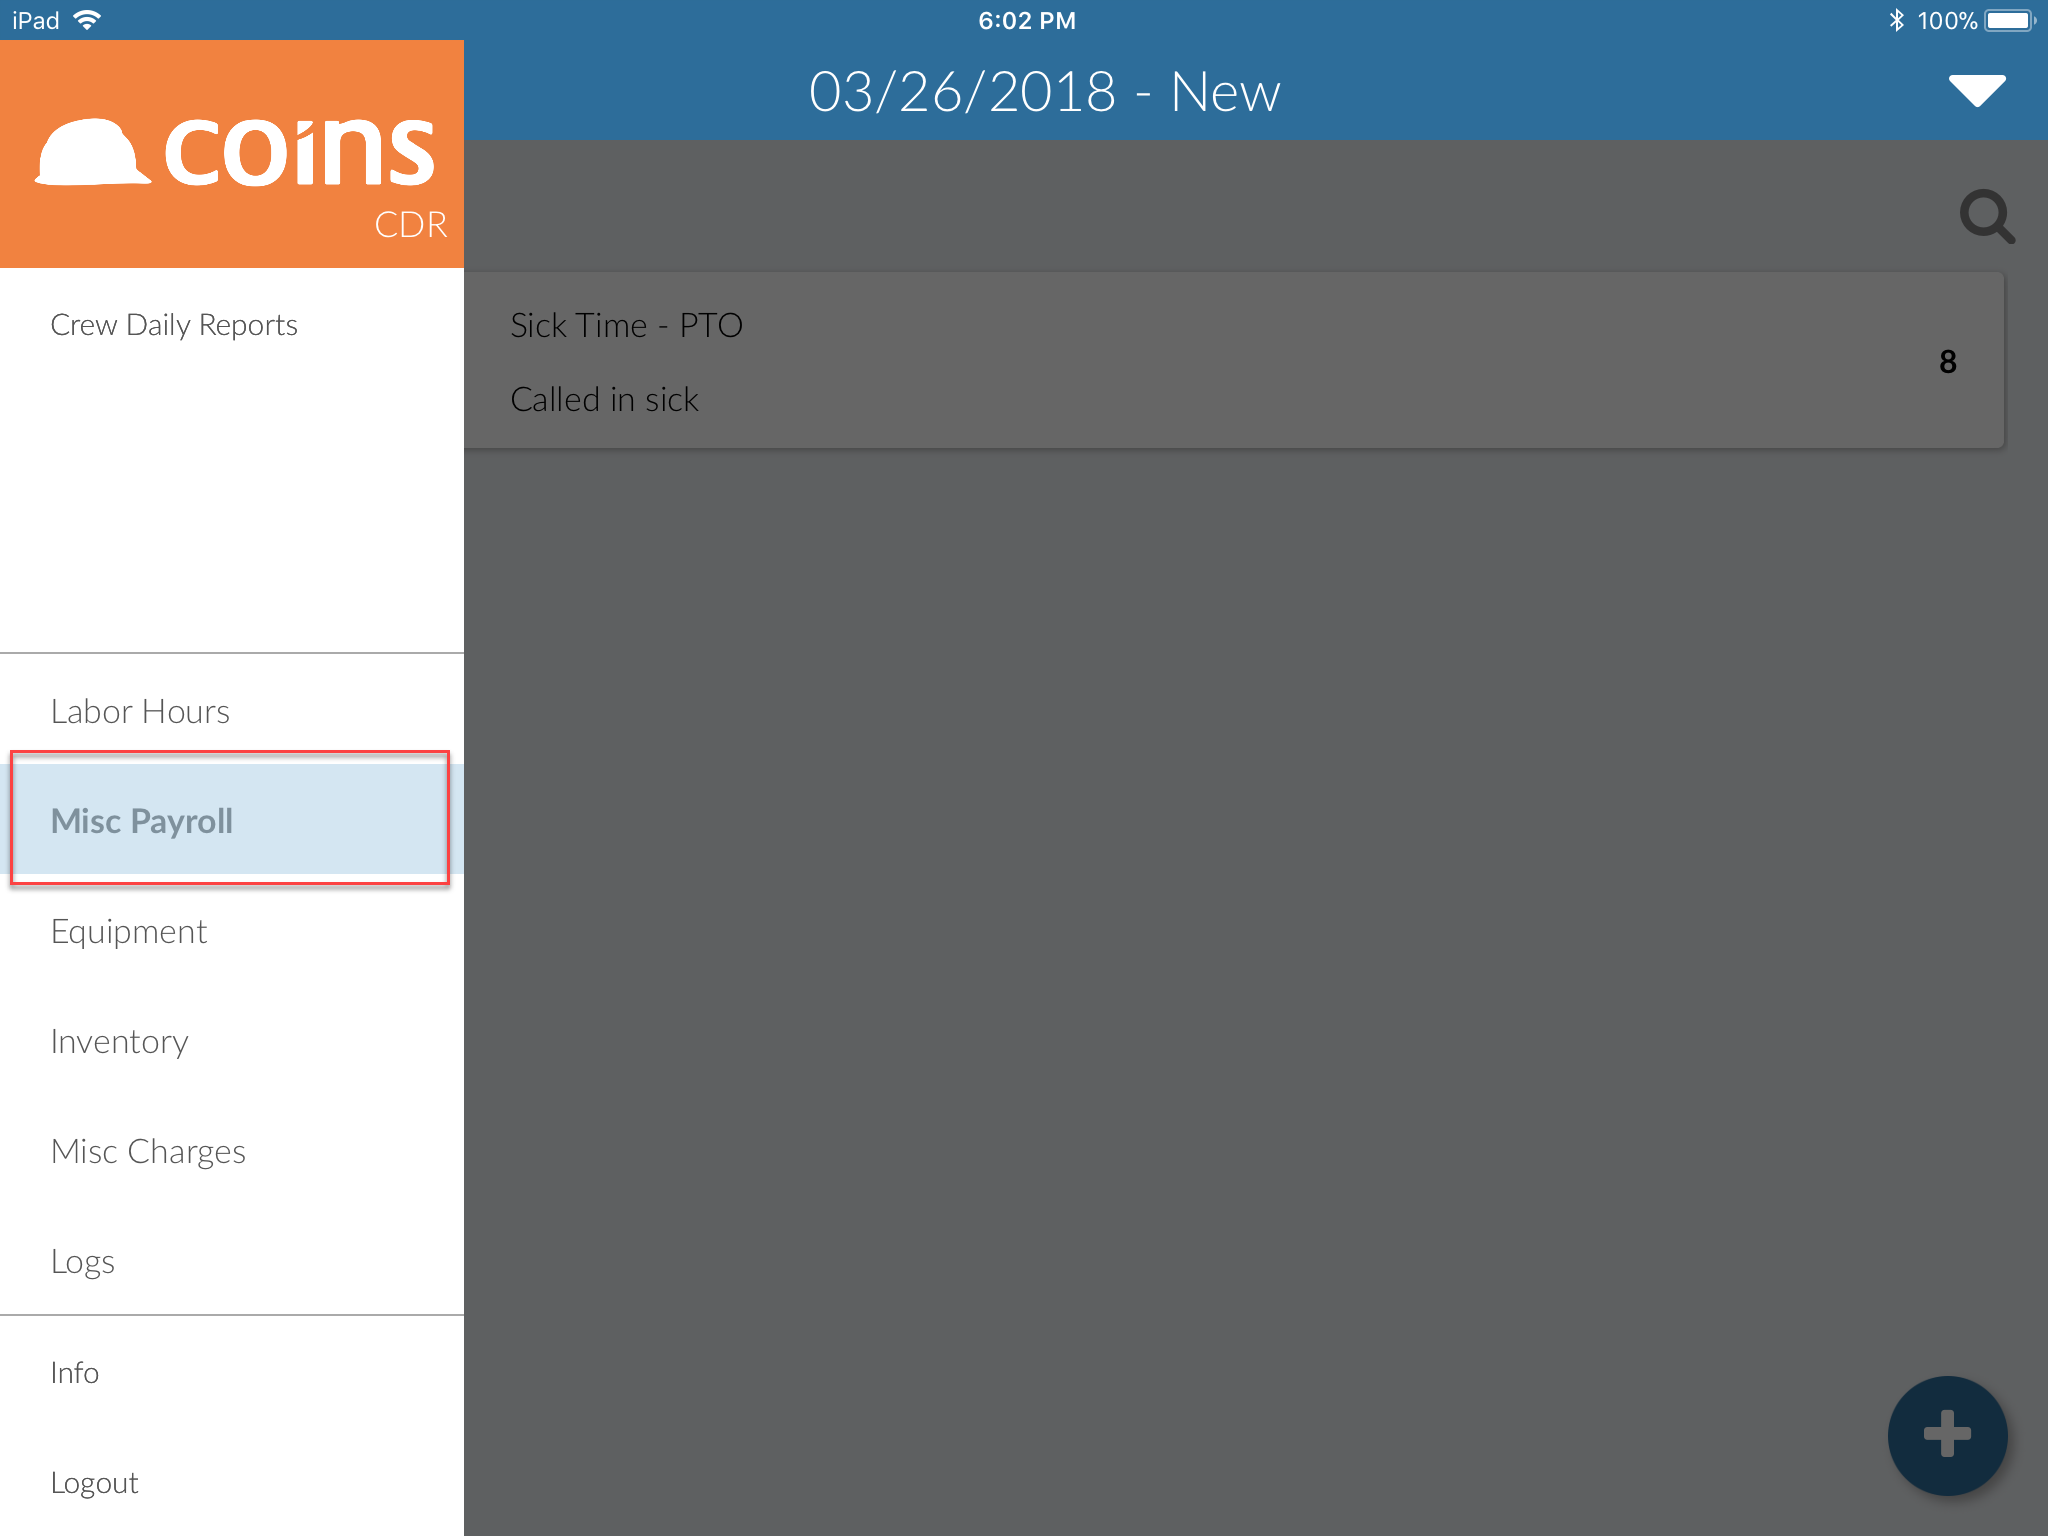 iPad 6:02 PM 100%
03/26/2018 - New
coins
CDR
Crew Daily Reports
Sick Time - PTO
8
Called in sick
Labor Hours
Misc Payroll
Equipment
Inventory
Misc Charges
Logs
Info
Logout